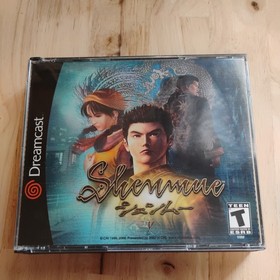 Dreamcast
Shenmue
シェンムー
TEEN
T
ESRB